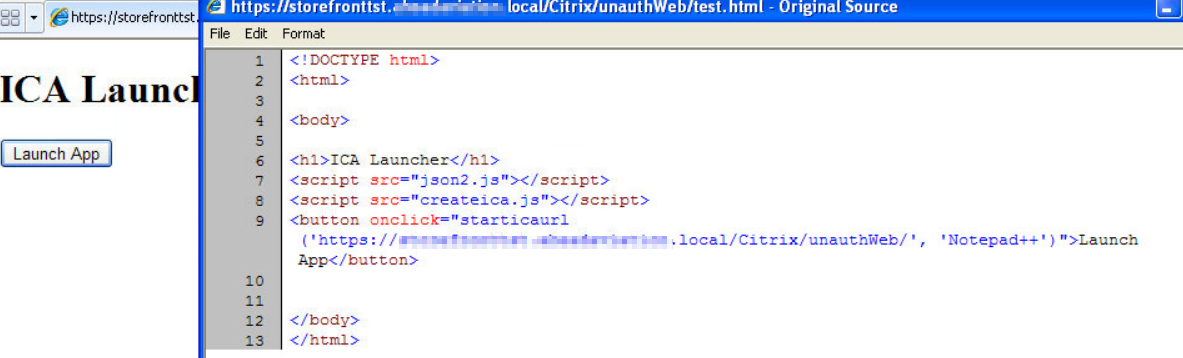 https://storefronttst.
ICA Launcl
Launch App
https://storefronttst. local/Citrix/unauthWeb/test.html - Original Source
File Edit Format
1 <!DOCTYPE html>
2 <html>
3
4 <body>
5
6 <h1>ICA Launcher</h1>
7 <script src="json2.js"></script>
8 <script src="createica.js"></script>
9 <button onclick="starticaurl
('https:// .local/Citrix/unauthWeb/', 'Notepad++')">Launch
App</button>
10
11
12 </body>
13 </html>